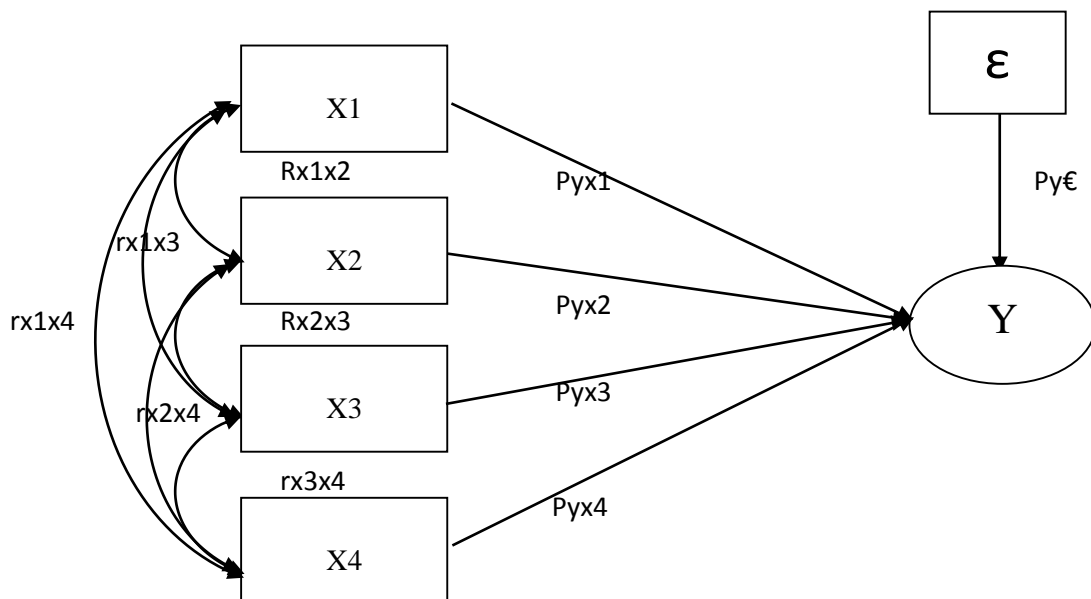 ε
X1
Rx1x2
Pyx1
Py€
rx1x3
X2
Pyx2
Y
rx1x4
Rx2x3
X3
Pyx3
rx2x4
rx3x4
Pyx4
X4